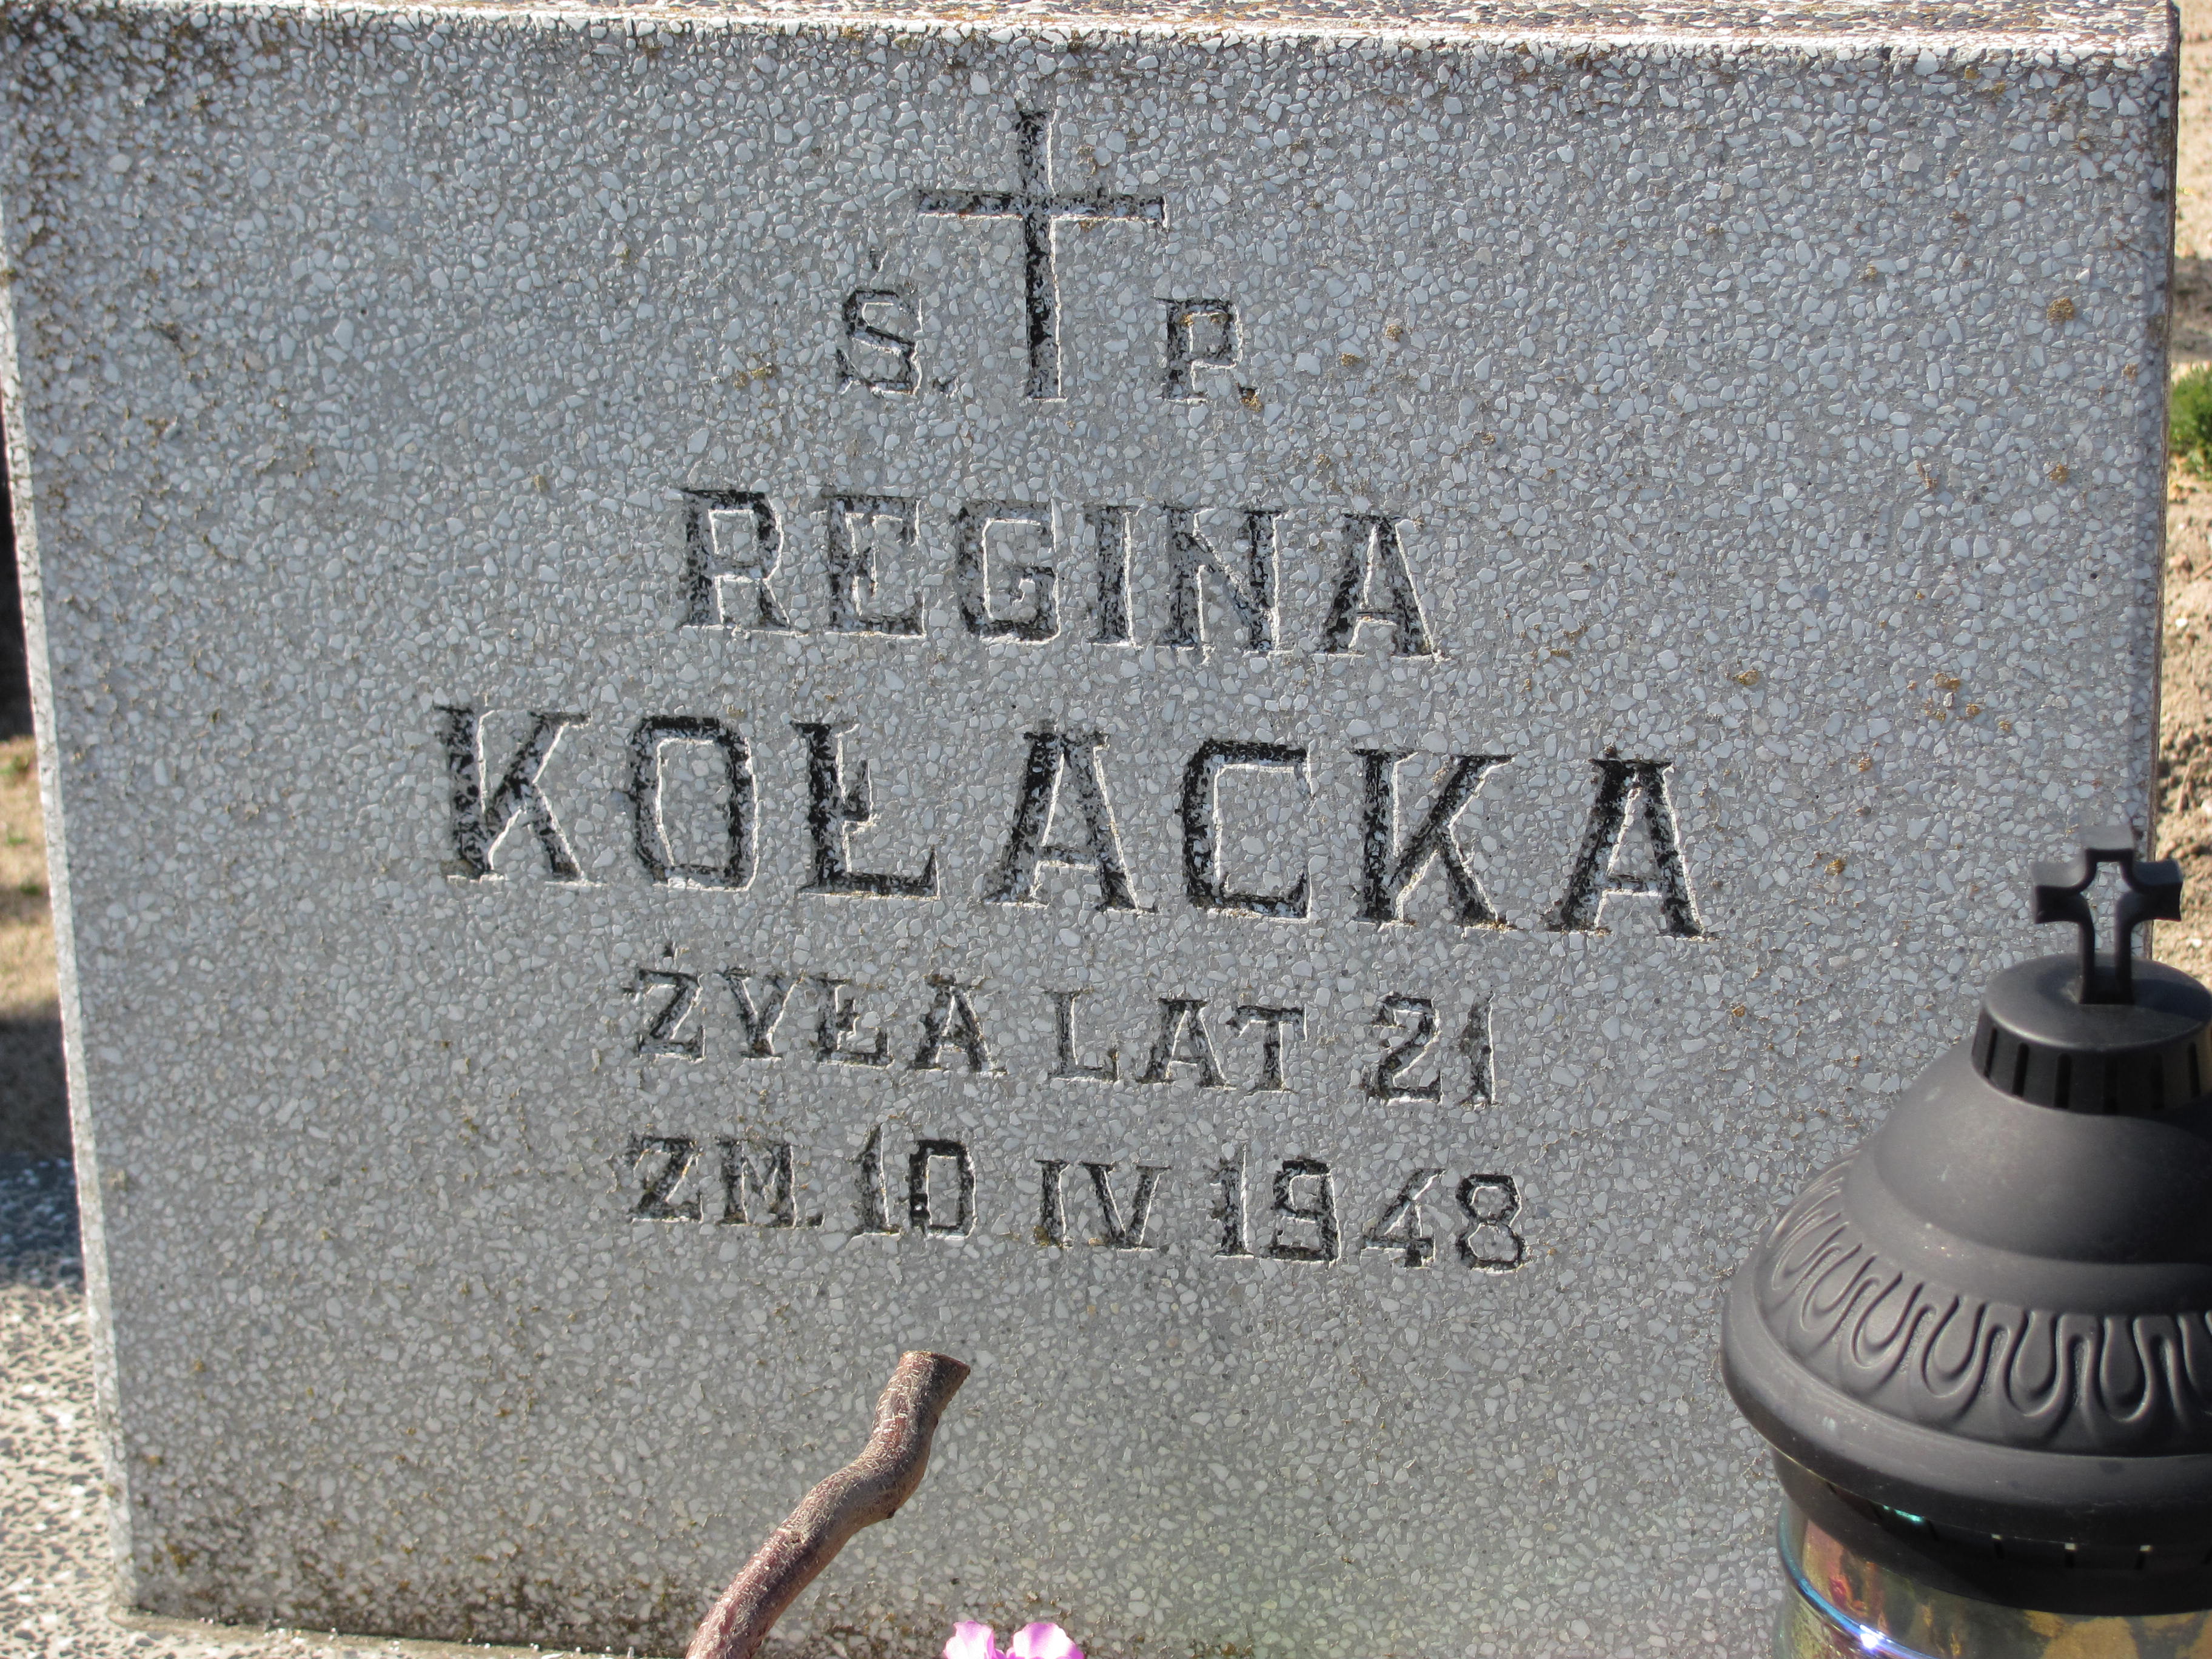 Ś. P.
REGINA
KOŁACKA
ŻYŁA LAT 21
ZM. 10 IV 1948